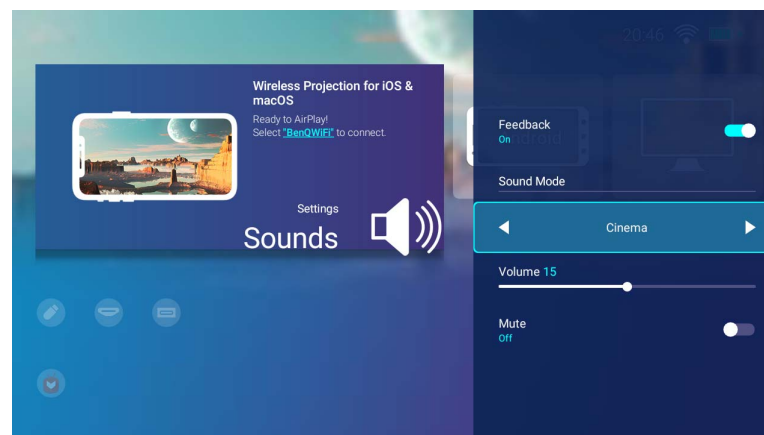 20:46
Wireless Projection for iOS &
macOS
Ready to AirPlay!
Select "BenQWiFi" to connect.
Settings
Sounds
Feedback
On
Sound Mode
Cinema
Volume 15
Mute
Off